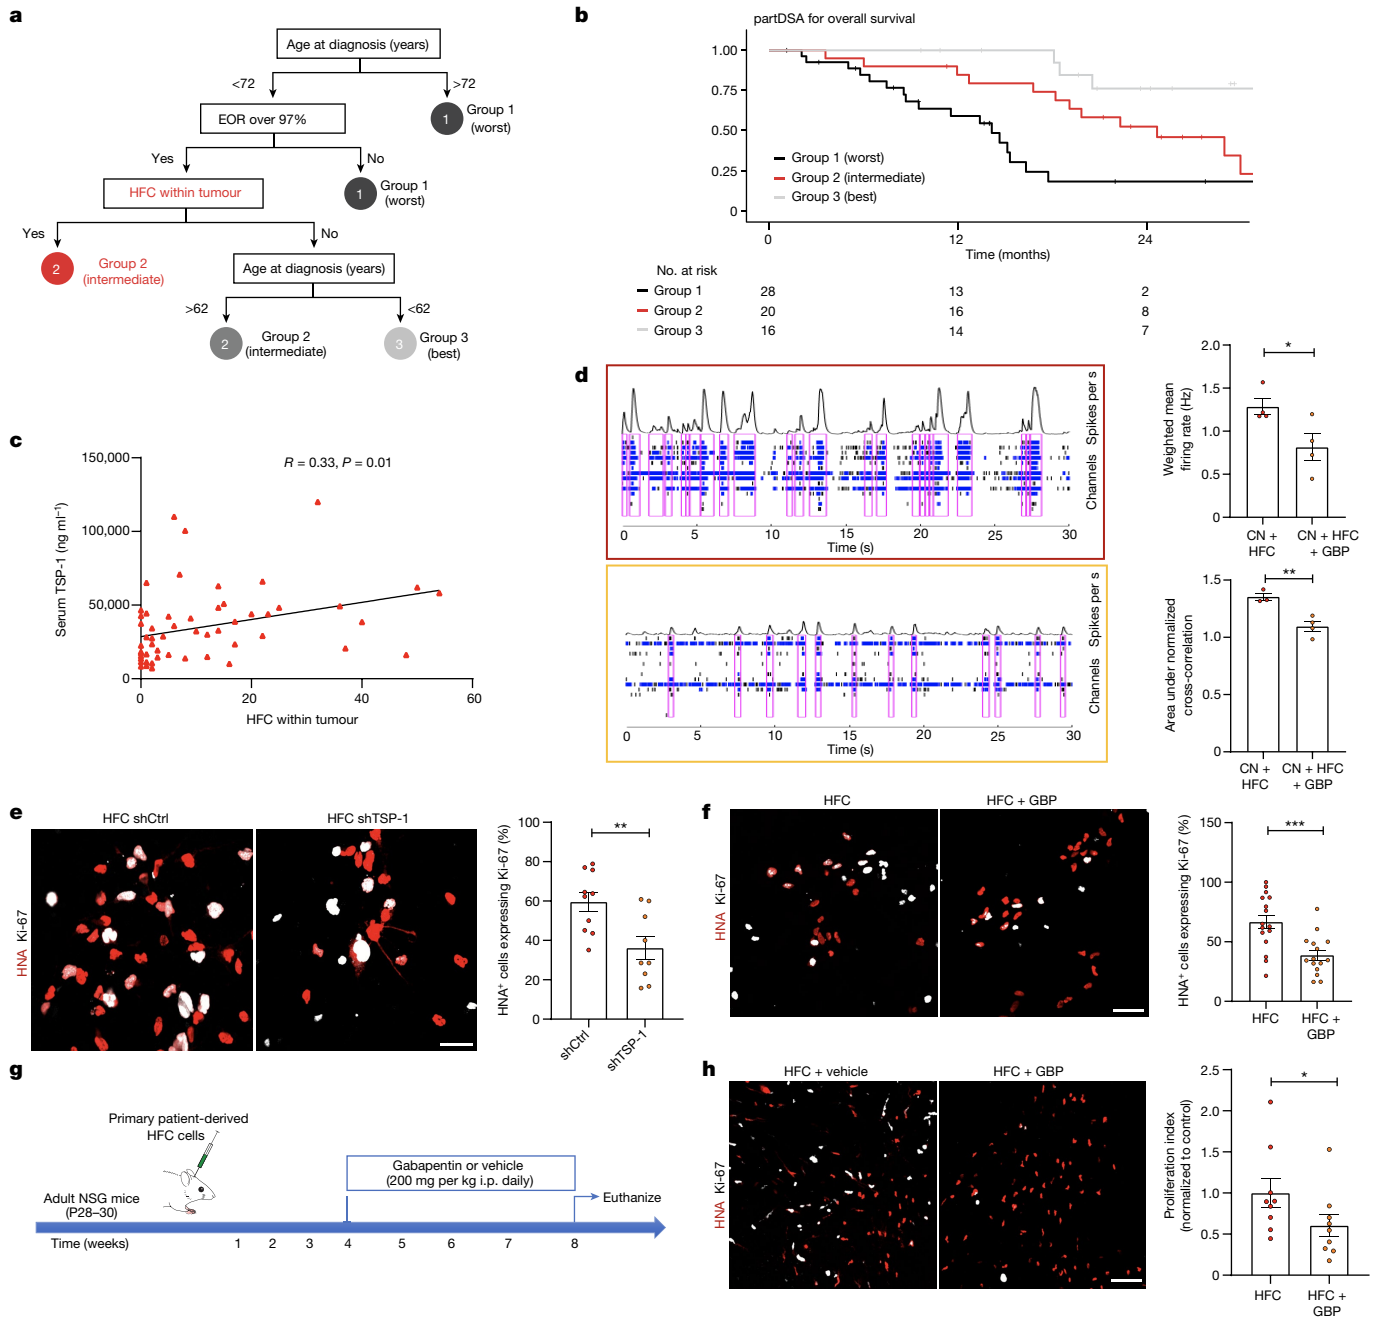 a
Age at diagnosis (years)
<72
>72
EOR over 97%
1
Group 1
(worst)
Yes
No
HFC within tumour
1
Group 1
(worst)
Yes
No
2
Group 2
(intermediate)
Age at diagnosis (years)
>62
<62
2
Group 2
(intermediate)
3
Group 3
(best)
b
partDSA for overall survival
1.00
0.75
0.50
0.25
0
Group 1 (worst)
Group 2 (intermediate)
Group 3 (best)
0
12
24
Time (months)
No. at risk
Group 1
28
13
2
Group 2
20
16
8
Group 3
16
14
7
c
150,000
100,000
50,000
0
Serum TSP-1 (ng ml⁻¹)
R = 0.33, P = 0.01
0
20
40
60
HFC within tumour
d
Channels
Spikes per s
0
5
10
15
20
25
30
Time (s)
Channels
Spikes per s
0
5
10
15
20
25
30
Time (s)
Weighted mean
firing rate (Hz)
2.0
1.5
1.0
0.5
0
*
CN +
HFC
CN + HFC
+ GBP
Area under normalized
cross-correlation
1.5
1.0
0.5
0
**
CN +
HFC
CN + HFC
+ GBP
e
HFC shCtrl
HFC shTSP-1
HNA Ki-67
HNA⁺ cells expressing Ki-67 (%)
100
80
60
40
20
0
**
shCtrl
shTSP-1
f
HFC
HFC + GBP
HNA Ki-67
HNA⁺ cells expressing Ki-67 (%)
150
100
50
0
***
HFC
HFC +
GBP
g
Primary patient-derived
HFC cells
Adult NSG mice
(P28–30)
Gabapentin or vehicle
(200 mg per kg i.p. daily)
Euthanize
Time (weeks)
1
2
3
4
5
6
7
8
h
HFC + vehicle
HFC + GBP
HNA Ki-67
Proliferation index
(normalized to control)
2.5
2.0
1.5
1.0
0.5
0
*
HFC
HFC +
GBP